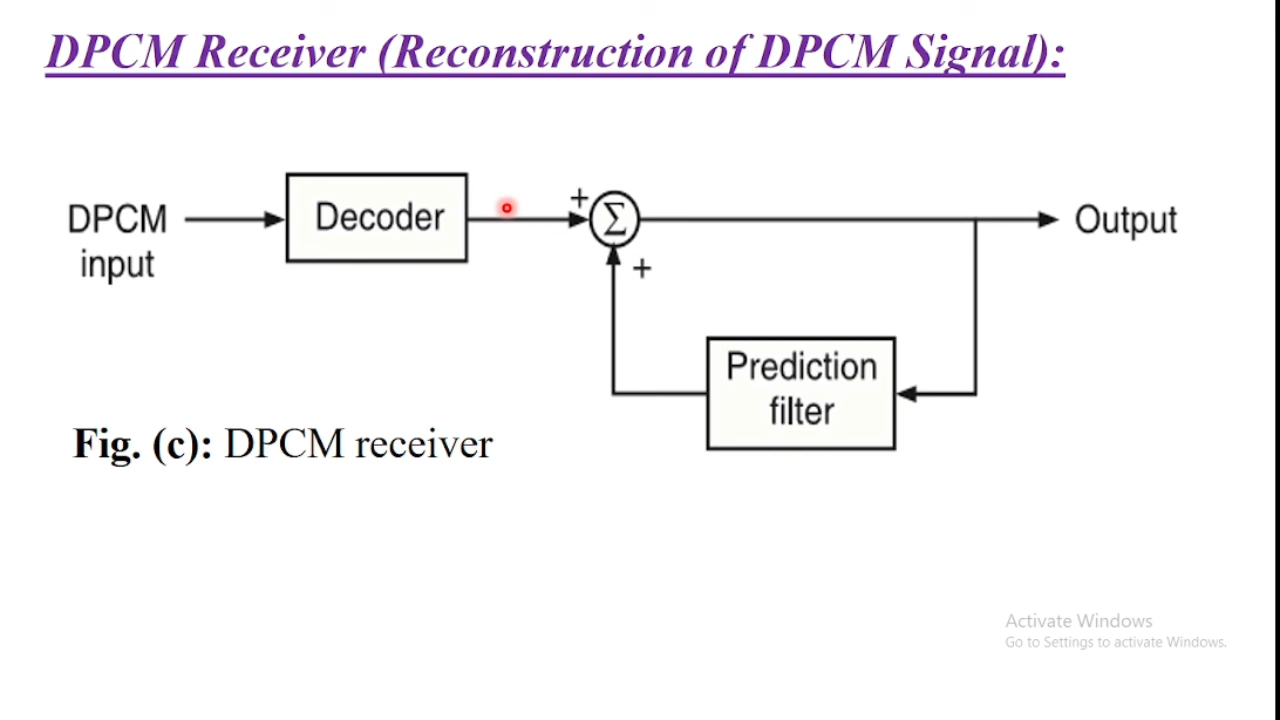 DPCM Receiver (Reconstruction of DPCM Signal):
DPCM
input
Decoder
+
Σ
+
Output
Prediction
filter
Fig. (c): DPCM receiver
Activate Windows
Go to Settings to activate Windows.